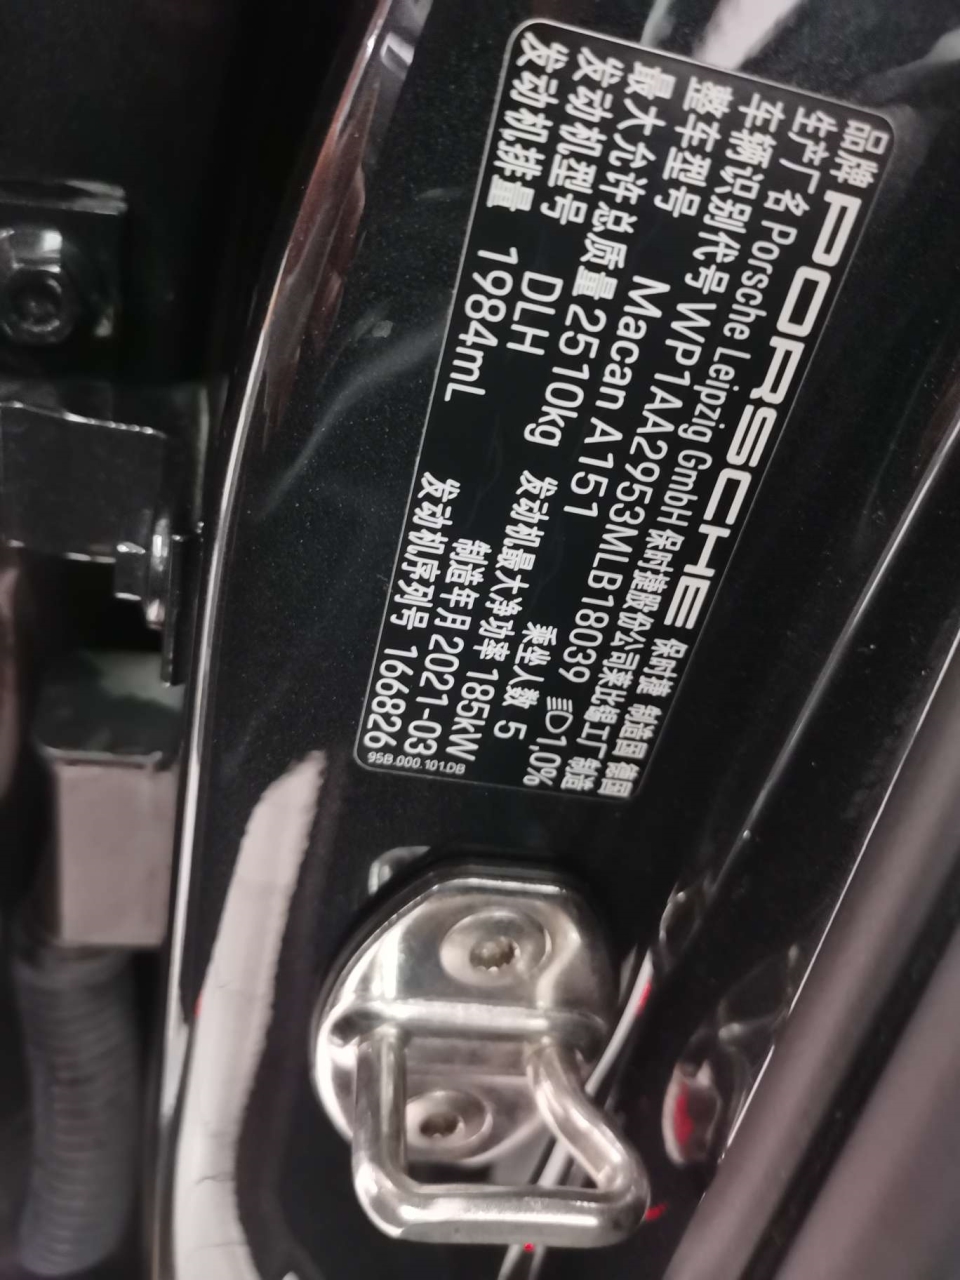 品牌 PORSCHE 保时捷 制造国 德国
生产厂名 Porsche Leipzig GmbH 保时捷股份公司莱比锡工厂制造
车辆识别代号 WP1AA2953MLB18039 1,0%
整车型号 Macan A151
最大允许总质量 2510kg 乘坐人数 5
发动机型号 DLH 发动机最大净功率 185kW
发动机排量 1984mL 制造年月 2021-03
发动机序列号 166826
95B.000.101.DB